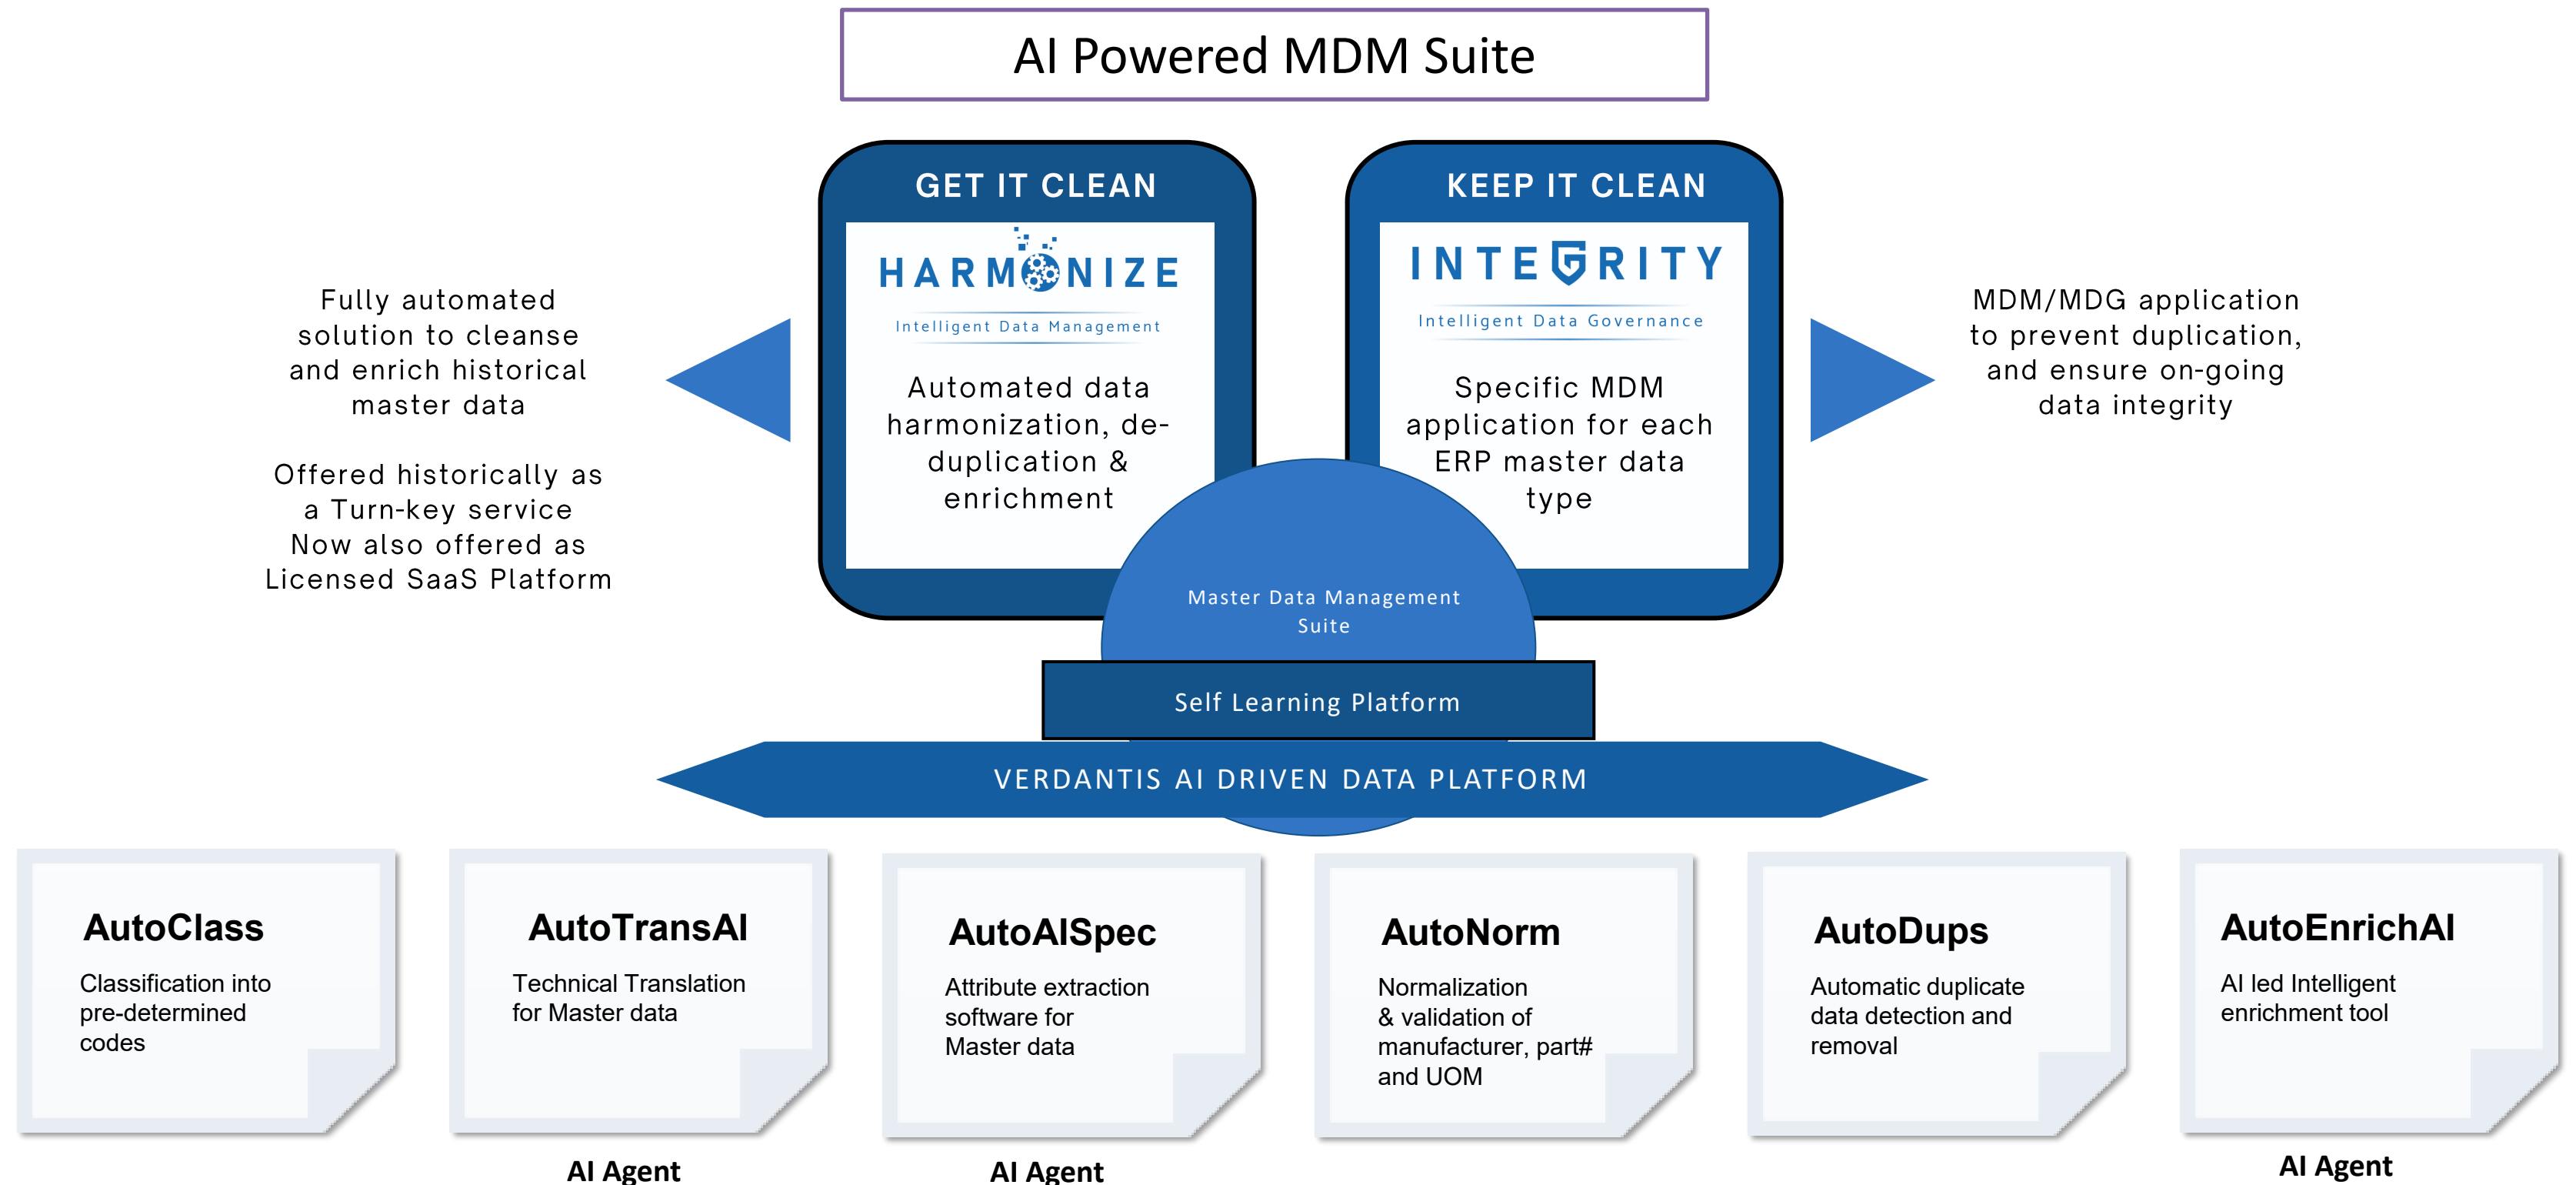 AI Powered MDM Suite
GET IT CLEAN
HARMONIZE
Intelligent Data Management
Automated data
harmonization, de-
duplication &
enrichment
KEEP IT CLEAN
INTEGRITY
Intelligent Data Governance
Specific MDM
application for each
ERP master data
type
Fully automated
solution to cleanse
and enrich historical
master data
Offered historically as
a Turn-key service
Now also offered as
Licensed SaaS Platform
MDM/MDG application
to prevent duplication,
and ensure on-going
data integrity
Master Data Management
Suite
Self Learning Platform
VERDANTIS AI DRIVEN DATA PLATFORM
AutoClass
Classification into
pre-determined
codes
AutoTransAI
Technical Translation
for Master data
AI Agent
AutoAISpec
Attribute extraction
software for
Master data
AI Agent
AutoNorm
Normalization
& validation of
manufacturer, part#
and UOM
AutoDups
Automatic duplicate
data detection and
removal
AutoEnrichAI
AI led Intelligent
enrichment tool
AI Agent